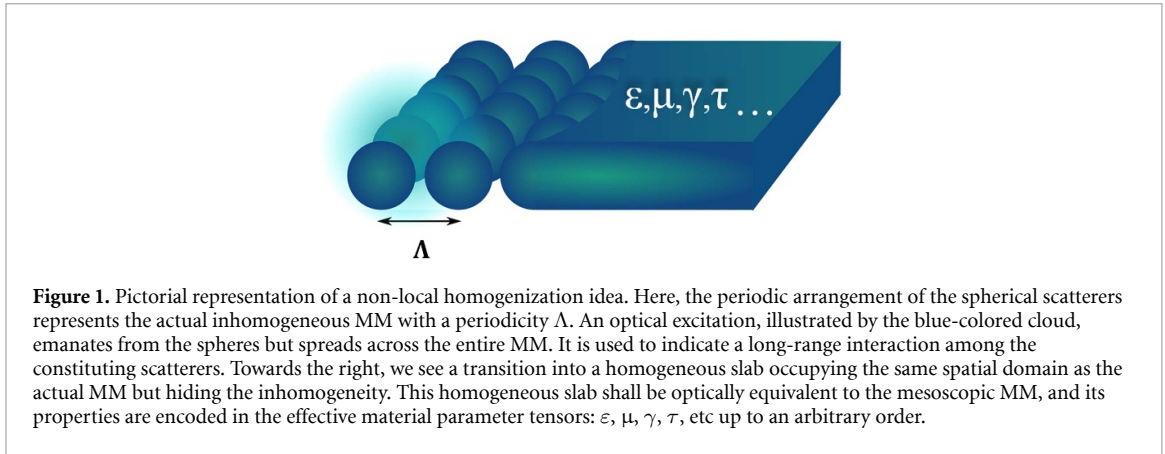 ε,μ,γ,τ ...
Λ
Figure 1. Pictorial representation of a non-local homogenization idea. Here, the periodic arrangement of the spherical scatterers
represents the actual inhomogeneous MM with a periodicity Λ. An optical excitation, illustrated by the blue-colored cloud,
emanates from the spheres but spreads across the entire MM. It is used to indicate a long-range interaction among the
constituting scatterers. Towards the right, we see a transition into a homogeneous slab occupying the same spatial domain as the
actual MM but hiding the inhomogeneity. This homogeneous slab shall be optically equivalent to the mesoscopic MM, and its
properties are encoded in the effective material parameter tensors: ε, μ, γ, τ, etc up to an arbitrary order.